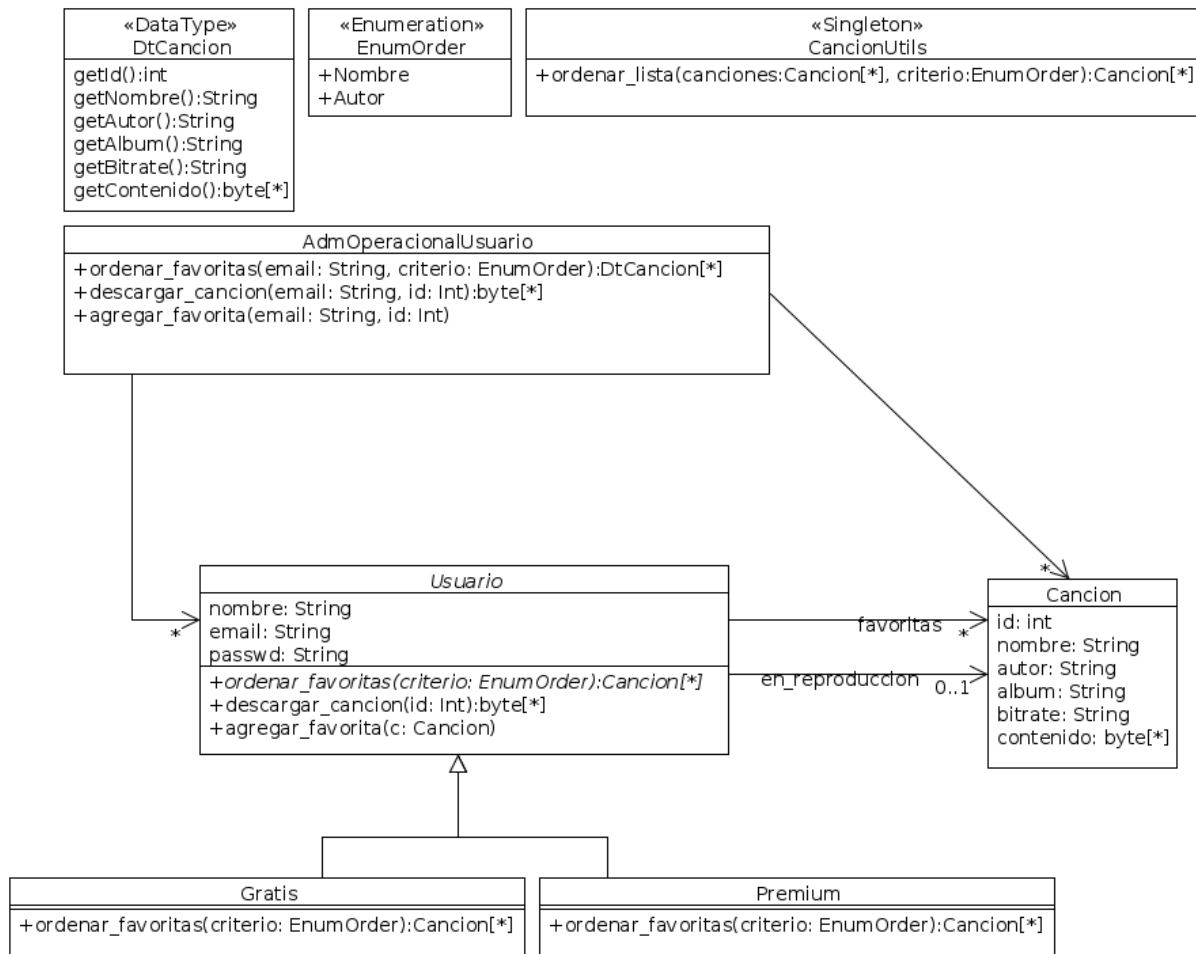 «DataType»
DtCancion
getId():int
getNombre():String
getAutor():String
getAlbum():String
getBitrate():String
getContenido():byte[*]
«Enumeration»
EnumOrder
+Nombre
+Autor
«Singleton»
CancionUtils
+ordenar_lista(canciones:Cancion[*], criterio:EnumOrder):Cancion[*]
AdmOperacionalUsuario
+ordenar_favoritas(email: String, criterio: EnumOrder):DtCancion[*]
+descargar_cancion(email: String, id: Int):byte[*]
+agregar_favorita(email: String, id: Int)
*
*
Usuario
nombre: String
email: String
passwd: String
+ordenar_favoritas(criterio: EnumOrder):Cancion[*]
+descargar_cancion(id: Int):byte[*]
+agregar_favorita(c: Cancion)
favoritas
*
en_reproduccion
0..1
Cancion
id: int
nombre: String
autor: String
album: String
bitrate: String
contenido: byte[*]
Gratis
+ordenar_favoritas(criterio: EnumOrder):Cancion[*]
Premium
+ordenar_favoritas(criterio: EnumOrder):Cancion[*]